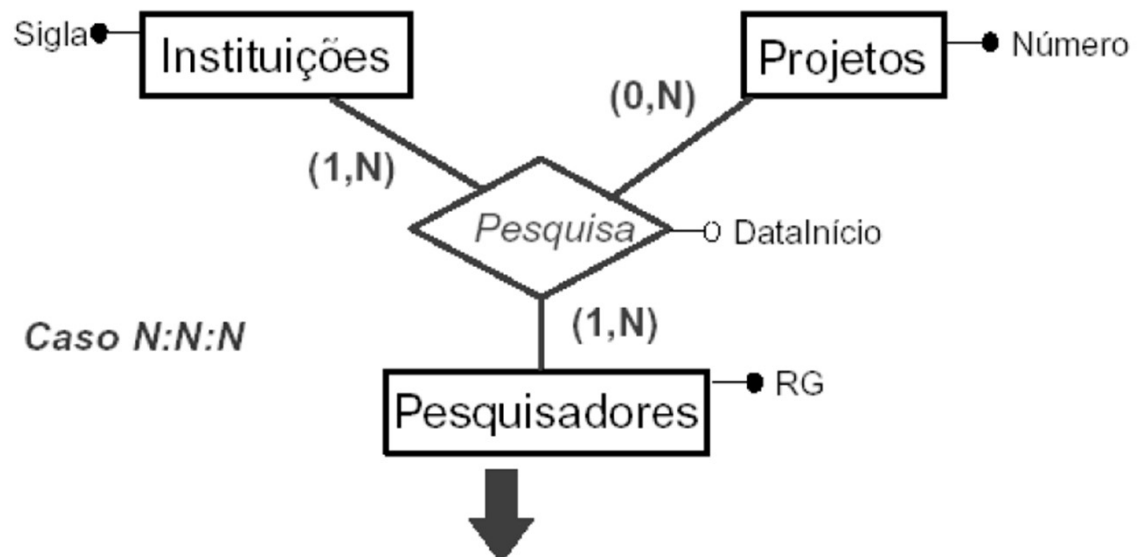 Sigla
Instituições
Projetos
Número
(0,N)
(1,N)
Pesquisa
DataInício
Caso N:N:N
(1,N)
RG
Pesquisadores